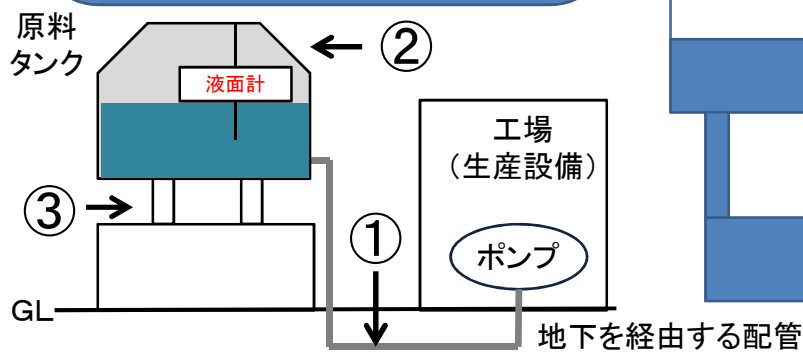 原料
タンク
②
液面計
工場
(生産設備)
③
①
ポンプ
GL
地下を経由する配管